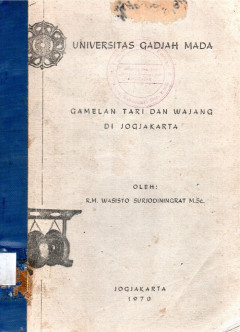 UNIVERSITAS GADJAH MADA
GAMELAN TARI DAN WAJANG
DI JOGJAKARTA
OLEH:
R.M. WASISTO SURJODININGRAT M.Sc.
JOGJAKARTA
1970